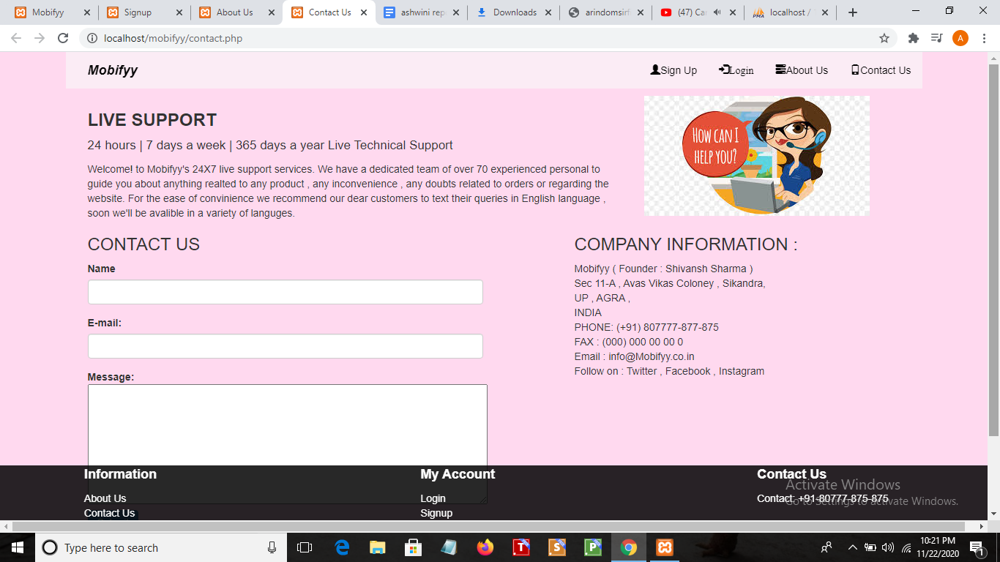 Mobifyy
Signup
About Us
Contact Us
ashwini rep
Downloads
arindomsirf
(47) Ca
localhost /
localhost/mobifyy/contact.php
A
Mobifyy
Sign Up
Login
About Us
Contact Us
LIVE SUPPORT
24 hours | 7 days a week | 365 days a year Live Technical Support
Welcome! to Mobifyy's 24X7 live support services. We have a dedicated team of over 70 experienced personal to
guide you about anything realted to any product , any inconvenience , any doubts related to orders or regarding the
website. For the ease of convinience we recommend our dear customers to text their queries in English language ,
soon we'll be avalible in a variety of languges.
HOW CAN I
HELP YOU?
CONTACT US
Name
E-mail:
Message:
COMPANY INFORMATION :
Mobifyy ( Founder : Shivansh Sharma )
Sec 11-A , Avas Vikas Coloney , Sikandra,
UP , AGRA ,
INDIA
PHONE: (+91) 807777-877-875
FAX : (000) 000 00 00 0
Email : info@Mobifyy.co.in
Follow on : Twitter , Facebook , Instagram
Information
About Us
Contact Us
My Account
Login
Signup
Contact Us
Contact: +91-80777-875-875
Activate Windows
Go to Settings to activate Windows.
Type here to search
T
S
P
10:21 PM
11/22/2020
1